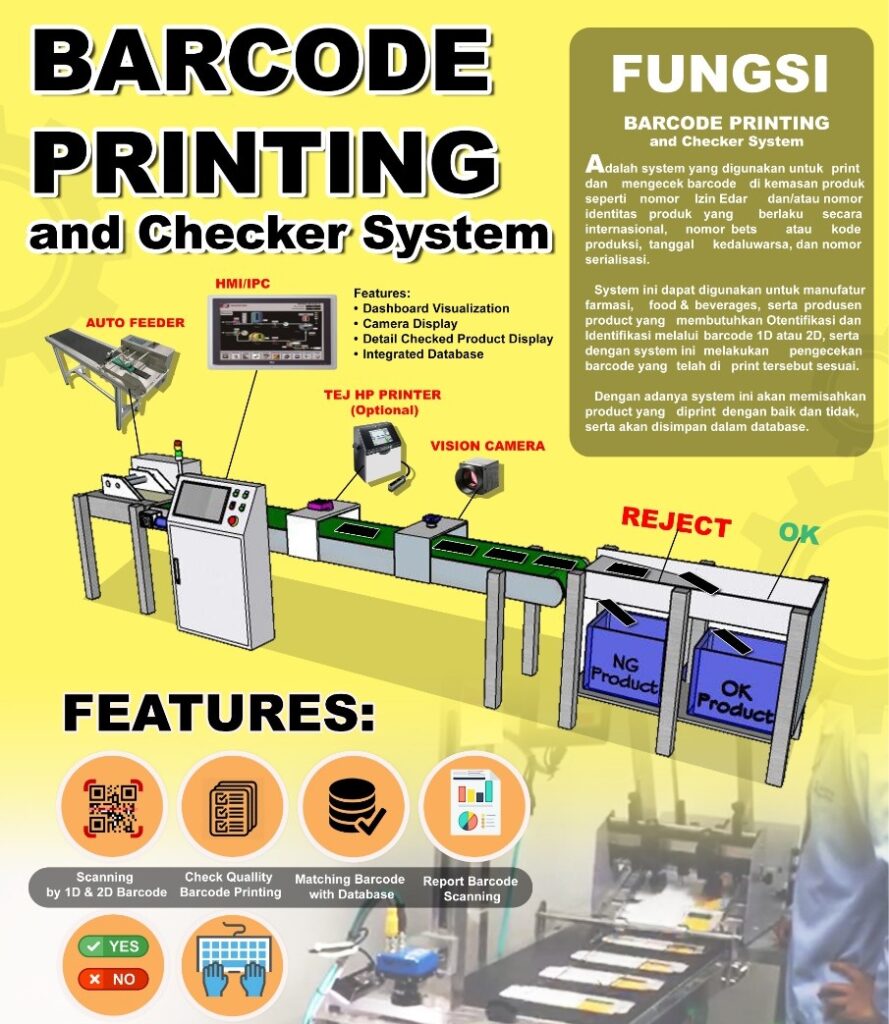 BARCODE
PRINTING
and Checker System
FUNGSI
BARCODE PRINTING
and Checker System
Adalah system yang digunakan untuk print
dan mengecek barcode di kemasan produk
seperti nomor Izin Edar dan/atau nomor
identitas produk yang berlaku secara
internasional, nomor bets atau kode
produksi, tanggal kedaluwarsa, dan nomor
serialisasi.
System ini dapat digunakan untuk manufatur
farmasi, food & beverages, serta produsen
product yang membutuhkan Otentifikasi dan
Identifikasi melalui barcode 1D atau 2D, serta
dengan system ini melakukan pengecekan
barcode yang telah di print tersebut sesuai.
Dengan adanya system ini akan memisahkan
product yang diprint dengan baik dan tidak,
serta akan disimpan dalam database.
HMI/IPC
Features:
• Dashboard Visualization
• Camera Display
• Detail Checked Product Display
• Integrated Database
AUTO FEEDER
TEJ HP PRINTER
(Optional)
VISION CAMERA
REJECT
OK
NG
Product
OK
Product
FEATURES:
Scanning
by 1D & 2D Barcode
Check Quallity
Barcode Printing
Matching Barcode
with Database
Report Barcode
Scanning
YES
NO